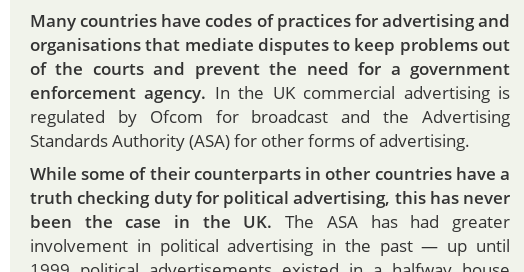 Many countries have codes of practices for advertising and
organisations that mediate disputes to keep problems out
of the courts and prevent the need for a government
enforcement agency. In the UK commercial advertising is
regulated by Ofcom for broadcast and the Advertising
Standards Authority (ASA) for other forms of advertising.
While some of their counterparts in other countries have a
truth checking duty for political advertising, this has never
been the case in the UK. The ASA has had greater
involvement in political advertising in the past — up until
1999 political advertisements existed in a halfway house